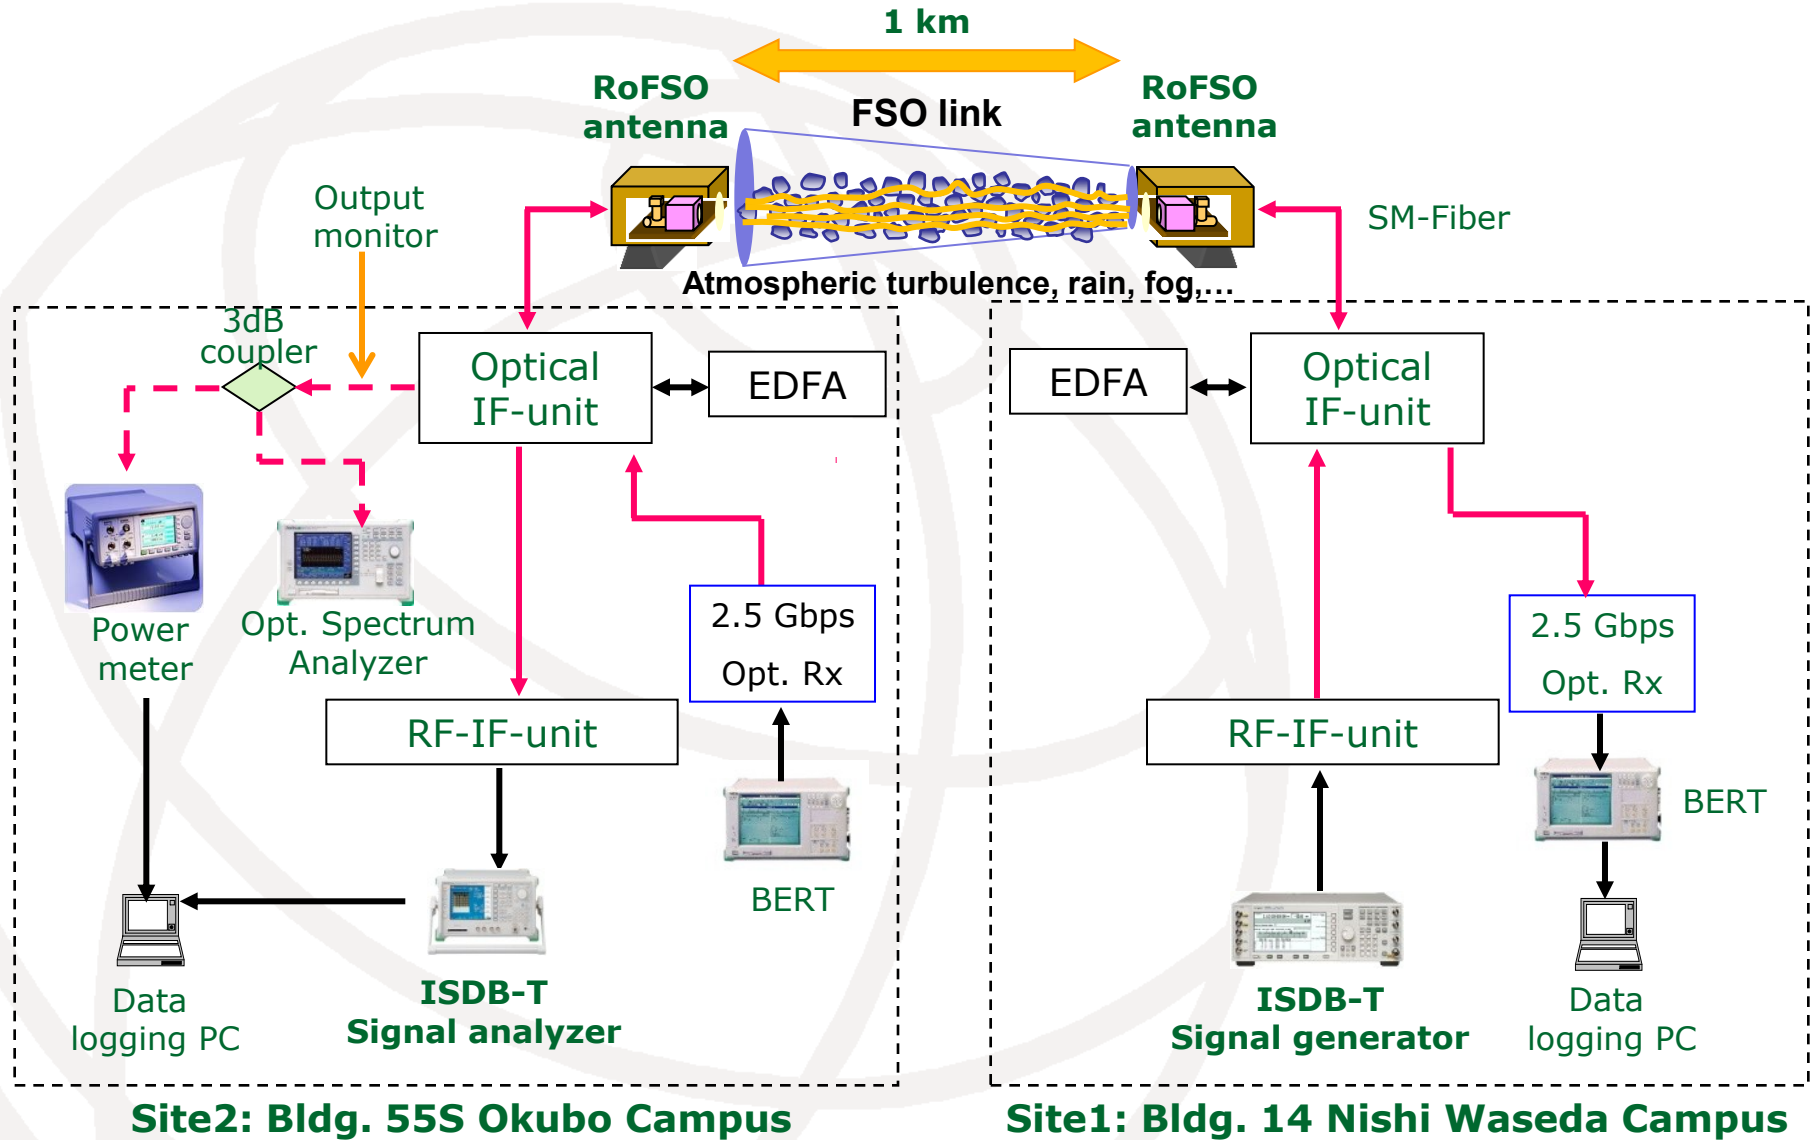 1 km
RoFSO
antenna
FSO link
RoFSO
antenna
Output
monitor
SM-Fiber
Atmospheric turbulence, rain, fog,...
3dB
coupler
Optical
IF-unit
EDFA
EDFA
Optical
IF-unit
Power
meter
Opt. Spectrum
Analyzer
2.5 Gbps
Opt. Rx
2.5 Gbps
Opt. Rx
RF-IF-unit
RF-IF-unit
BERT
BERT
Data
logging PC
ISDB-T
Signal analyzer
ISDB-T
Signal generator
Data
logging PC
Site2: Bldg. 55S Okubo Campus
Site1: Bldg. 14 Nishi Waseda Campus